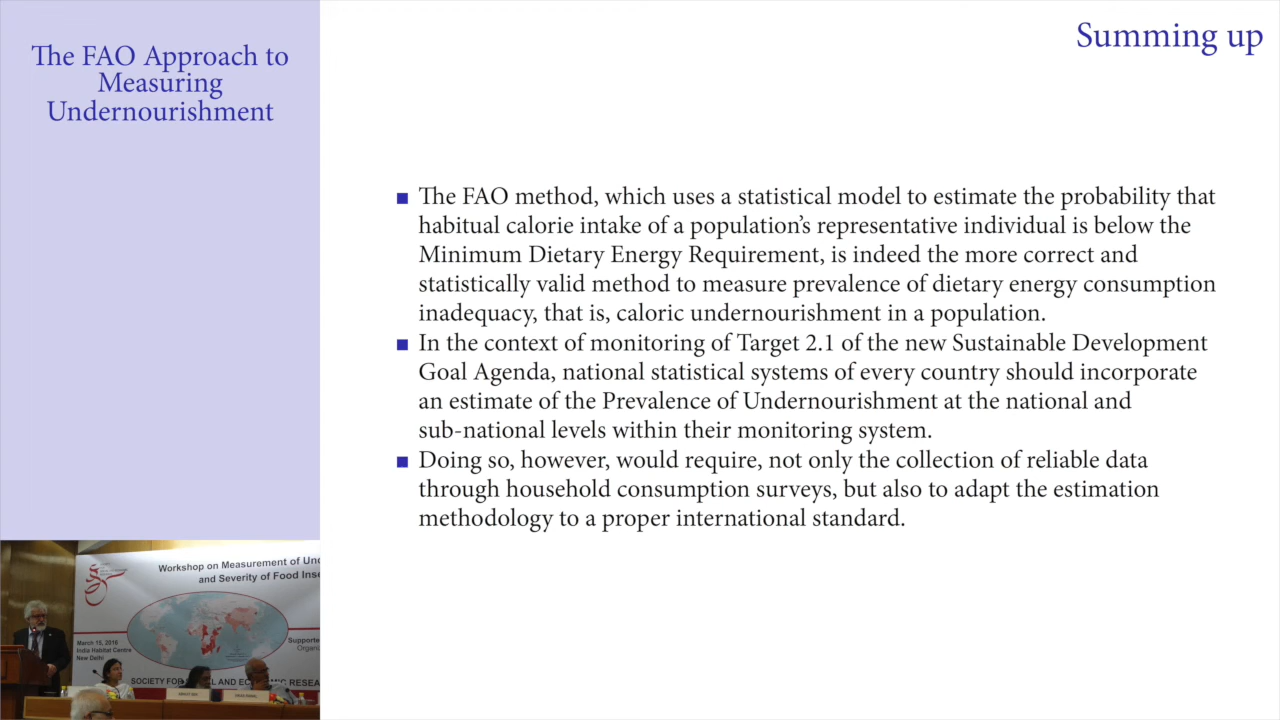 The FAO Approach to
Measuring
Undernourishment
Summing up
■ The FAO method, which uses a statistical model to estimate the probability that
habitual calorie intake of a population’s representative individual is below the
Minimum Dietary Energy Requirement, is indeed the more correct and
statistically valid method to measure prevalence of dietary energy consumption
inadequacy, that is, caloric undernourishment in a population.
■ In the context of monitoring of Target 2.1 of the new Sustainable Development
Goal Agenda, national statistical systems of every country should incorporate
an estimate of the Prevalence of Undernourishment at the national and
sub-national levels within their monitoring system.
■ Doing so, however, would require, not only the collection of reliable data
through household consumption surveys, but also to adapt the estimation
methodology to a proper international standard.
Workshop on Measurement of Und
and Severity of Food Inse
March 15, 2016
India Habitat Centre
New Delhi
Supporte
Organiz
SOCIETY FOR AND RESEA